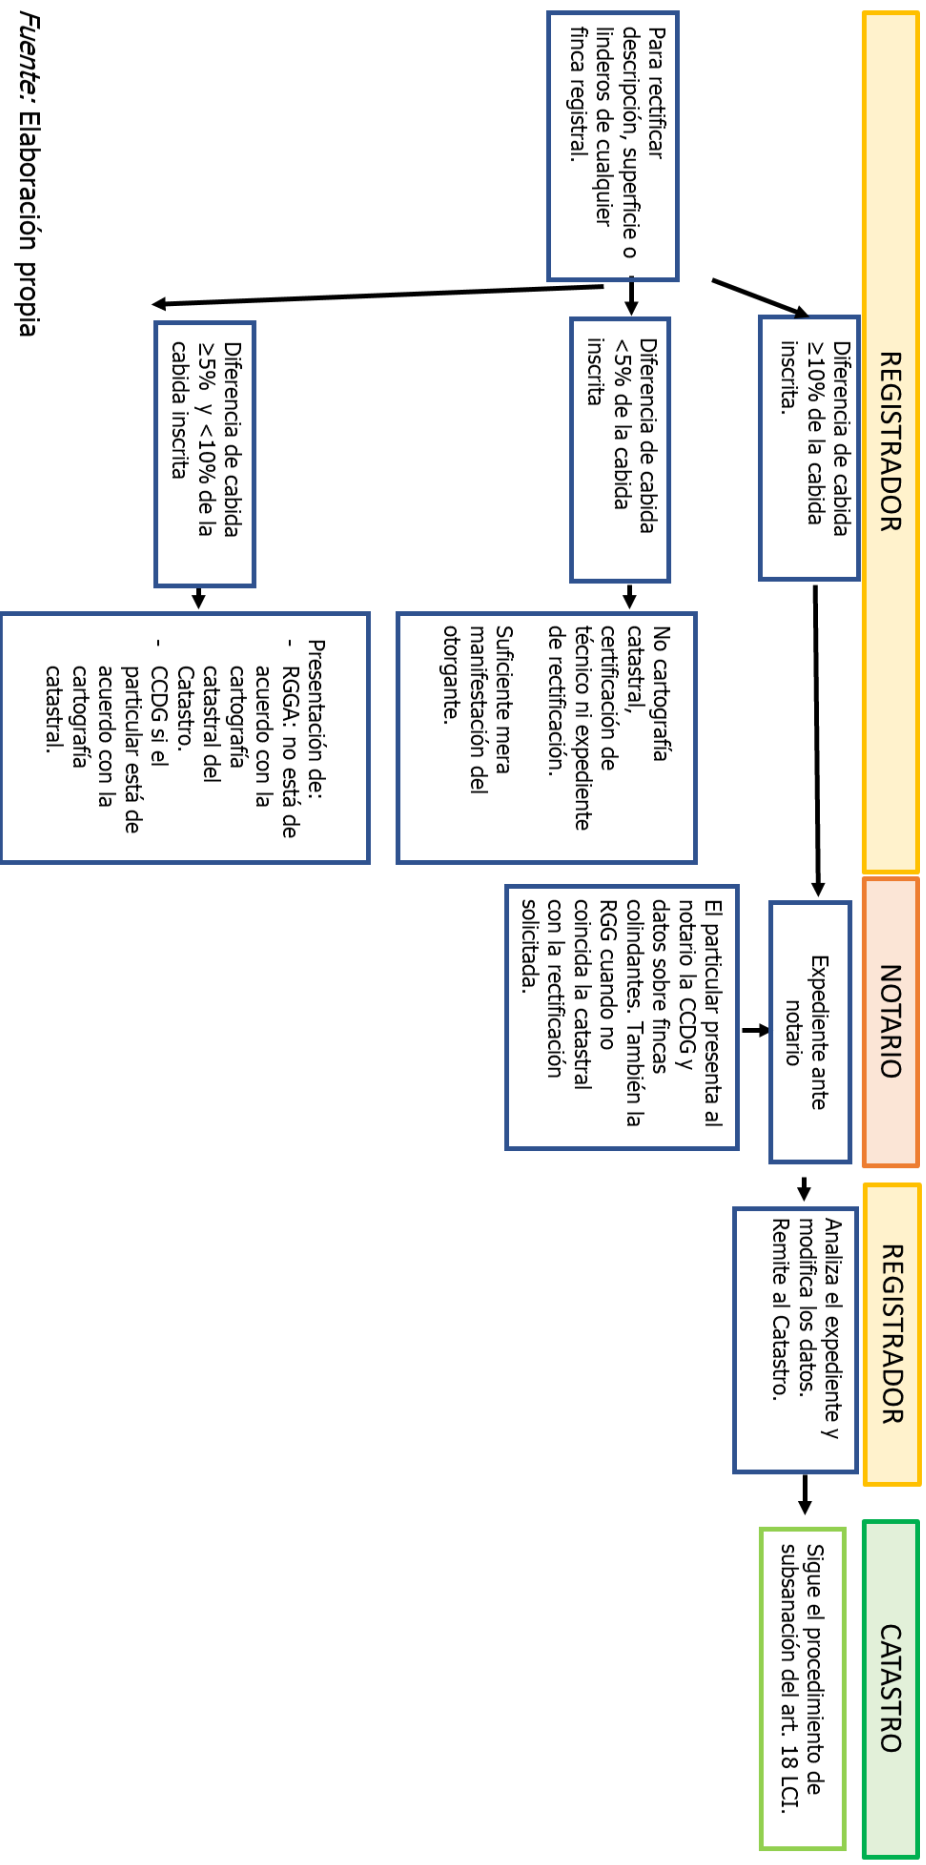 REGISTRADOR
NOTARIO
REGISTRADOR
CATASTRO
Para rectificar
descripción, superficie o
linderos de cualquier
finca registral.
Diferencia de cabida
≥10% de la cabida
inscrita.
Expediente ante
notario
Analiza el expediente y
modifica los datos.
Remite al Catastro.
Sigue el procedimiento de
subsanación del art. 18 LCI.
El particular presenta al
notario la CCDG y
datos sobre fincas
colindantes. También la
RGG cuando no
coincida la catastral
con la rectificación
solicitada.
Diferencia de cabida
<5% de la cabida
inscrita
No cartografía
catastral,
certificación de
técnico ni expediente
de rectificación.
Suficiente mera
manifestación del
otorgante.
Diferencia de cabida
≥5% y <10% de la
cabida inscrita
Presentación de:
- RGGA: no está de
acuerdo con la
cartografía
catastral del
Catastro.
- CCDG si el
particular está de
acuerdo con la
cartografía
catastral.
Fuente: Elaboración propia